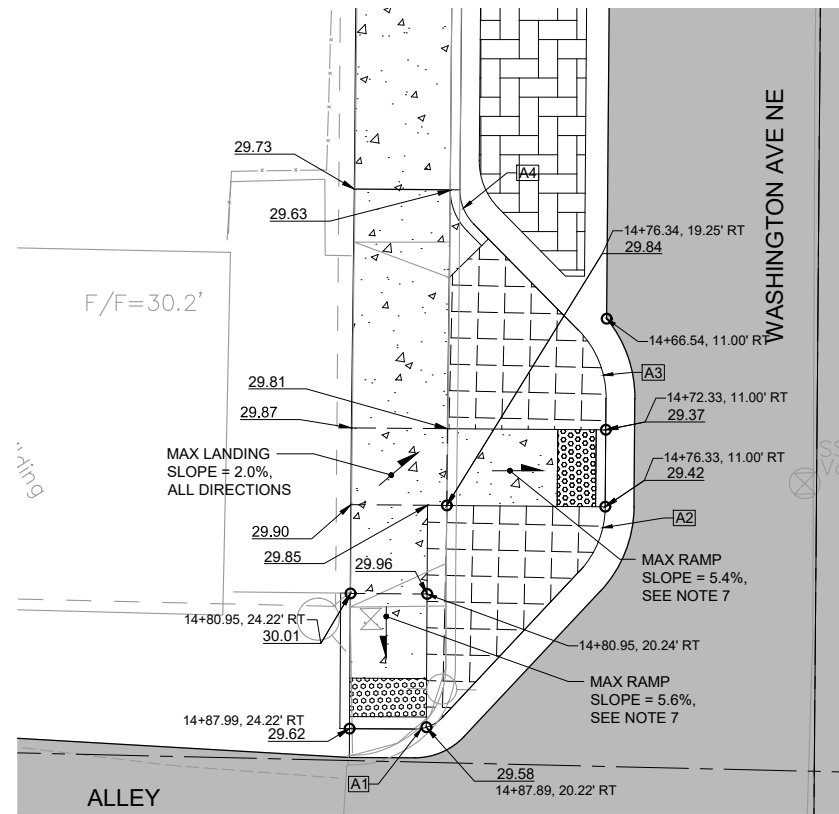 WASHINGTON AVE NE
29.73
A4
29.63
14+76.34, 19.25' RT
29.84
F/F=30.2'
14+66.54, 11.00' RT
A3
29.81
14+72.33, 11.00' RT
29.87
29.37
MAX LANDING
SLOPE = 2.0%,
ALL DIRECTIONS
14+76.33, 11.00' RT
29.42
A2
29.90
29.85
29.96
MAX RAMP
SLOPE = 5.4%,
SEE NOTE 7
14+80.95, 24.22' RT
30.01
14+80.95, 20.24' RT
MAX RAMP
SLOPE = 5.6%,
SEE NOTE 7
14+87.99, 24.22' RT
29.62
A1
29.58
14+87.89, 20.22' RT
ALLEY